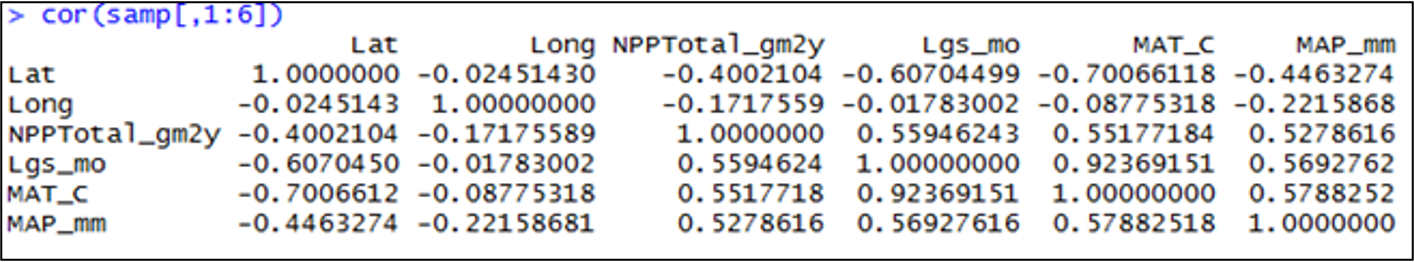 > cor(samp[,1:6])
Lat Long NPPTotal_gm2y Lgs_mo MAT_C MAP_mm
Lat 1.0000000 -0.02451430 -0.4002104 -0.60704499 -0.70066118 -0.4463274
Long -0.0245143 1.00000000 -0.1717559 -0.01783002 -0.08775318 -0.2215868
NPPTotal_gm2y -0.4002104 -0.17175589 1.0000000 0.55946243 0.55177184 0.5278616
Lgs_mo -0.6070450 -0.01783002 0.5594624 1.00000000 0.92369151 0.5692762
MAT_C -0.7006612 -0.08775318 0.5517718 0.92369151 1.00000000 0.5788252
MAP_mm -0.4463274 -0.22158681 0.5278616 0.56927616 0.57882518 1.0000000